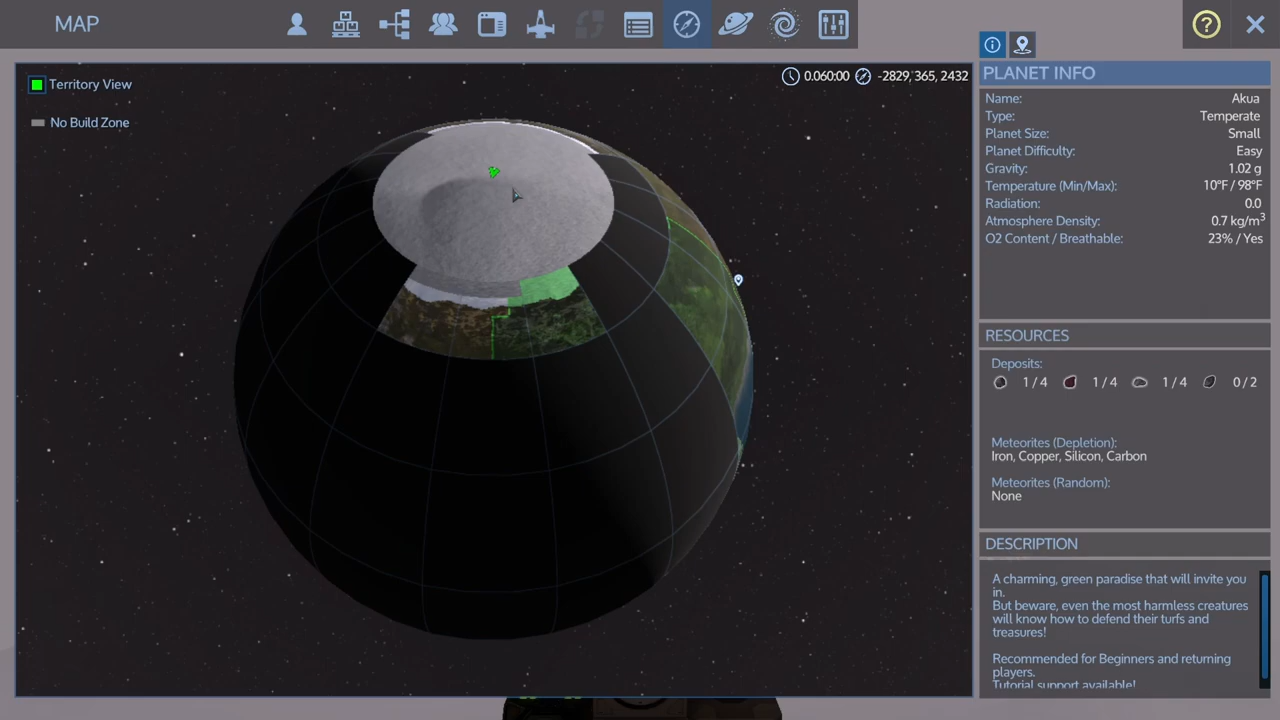 MAP
?
Territory View
No Build Zone
0.060:00 -2829, 365, 2432
PLANET INFO
Name: Akua
Type: Temperate
Planet Size: Small
Planet Difficulty: Easy
Gravity: 1.02 g
Temperature (Min/Max): 10°F / 98°F
Radiation: 0.0
Atmosphere Density: 0.7 kg/m³
O2 Content / Breathable: 23% / Yes
RESOURCES
Deposits:
1 / 4 1 / 4 1 / 4 0 / 2
Meteorites (Depletion):
Iron, Copper, Silicon, Carbon
Meteorites (Random):
None
DESCRIPTION
A charming, green paradise that will invite you
in.
But beware, even the most harmless creatures
will know how to defend their turfs and
treasures!
Recommended for Beginners and returning
players.
Tutorial support available!